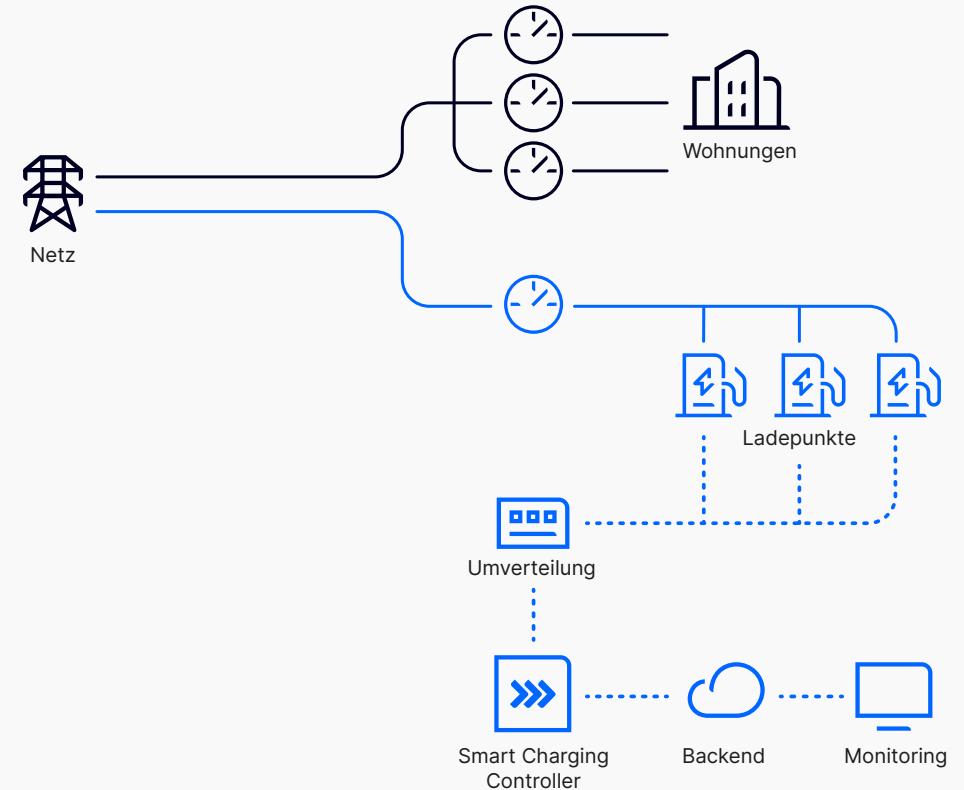 Wohnungen
Netz
Ladepunkte
Umverteilung
Smart Charging
Controller
Backend
Monitoring